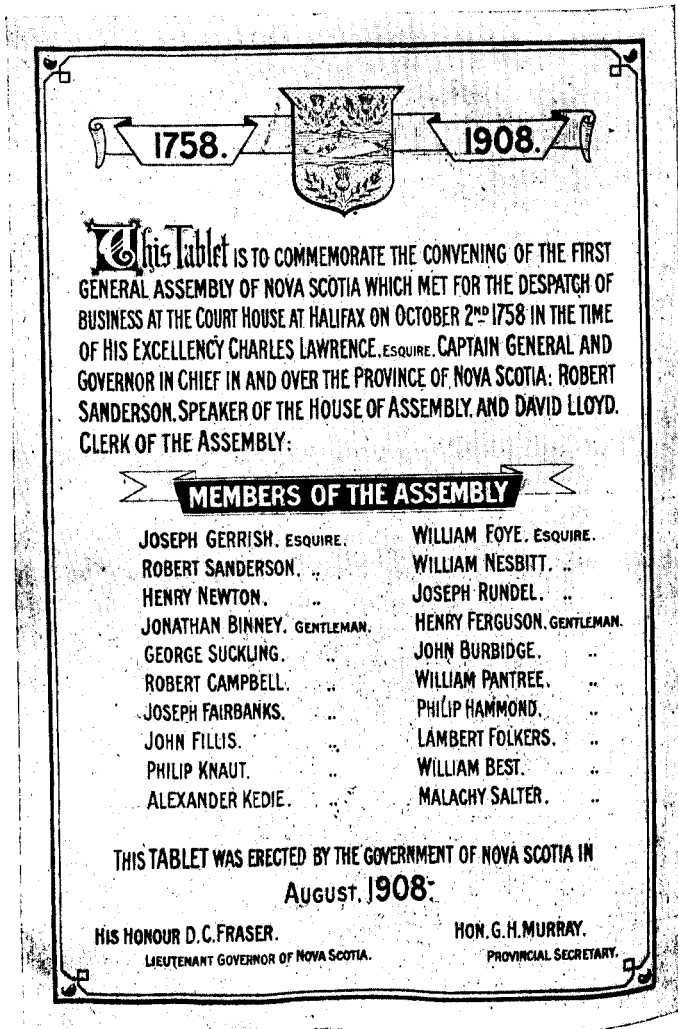 1758.
1908.
This Tablet IS TO COMMEMORATE THE CONVENING OF THE FIRST
GENERAL ASSEMBLY OF NOVA SCOTIA WHICH MET FOR THE DESPATCH OF
BUSINESS AT THE COURT HOUSE AT HALIFAX ON OCTOBER 2ND 1758 IN THE TIME
OF HIS EXCELLENCY CHARLES LAWRENCE, ESQUIRE, CAPTAIN GENERAL AND
GOVERNOR IN CHIEF IN AND OVER THE PROVINCE OF NOVA SCOTIA: ROBERT
SANDERSON, SPEAKER OF THE HOUSE OF ASSEMBLY, AND DAVID LLOYD,
CLERK OF THE ASSEMBLY:
MEMBERS OF THE ASSEMBLY
JOSEPH GERRISH, ESQUIRE.
ROBERT SANDERSON, ..
HENRY NEWTON, ..
JONATHAN BINNEY, GENTLEMAN.
GEORGE SUCKLING, ..
ROBERT CAMPBELL, ..
JOSEPH FAIRBANKS, ..
JOHN FILLIS. ..
PHILIP KNAUT. ..
ALEXANDER KEDIE. ..
WILLIAM FOYE, ESQUIRE.
WILLIAM NESBITT. ..
JOSEPH RUNDEL. ..
HENRY FERGUSON, GENTLEMAN.
JOHN BURBIDGE. ..
WILLIAM PANTREE. ..
PHILIP HAMMOND. ..
LAMBERT FOLKERS. ..
WILLIAM BEST. ..
MALACHY SALTER. ..
THIS TABLET WAS ERECTED BY THE GOVERNMENT OF NOVA SCOTIA IN
AUGUST, 1908:
HIS HONOUR D.C. FRASER.
LIEUTENANT GOVERNOR OF NOVA SCOTIA.
HON. G.H. MURRAY.
PROVINCIAL SECRETARY.